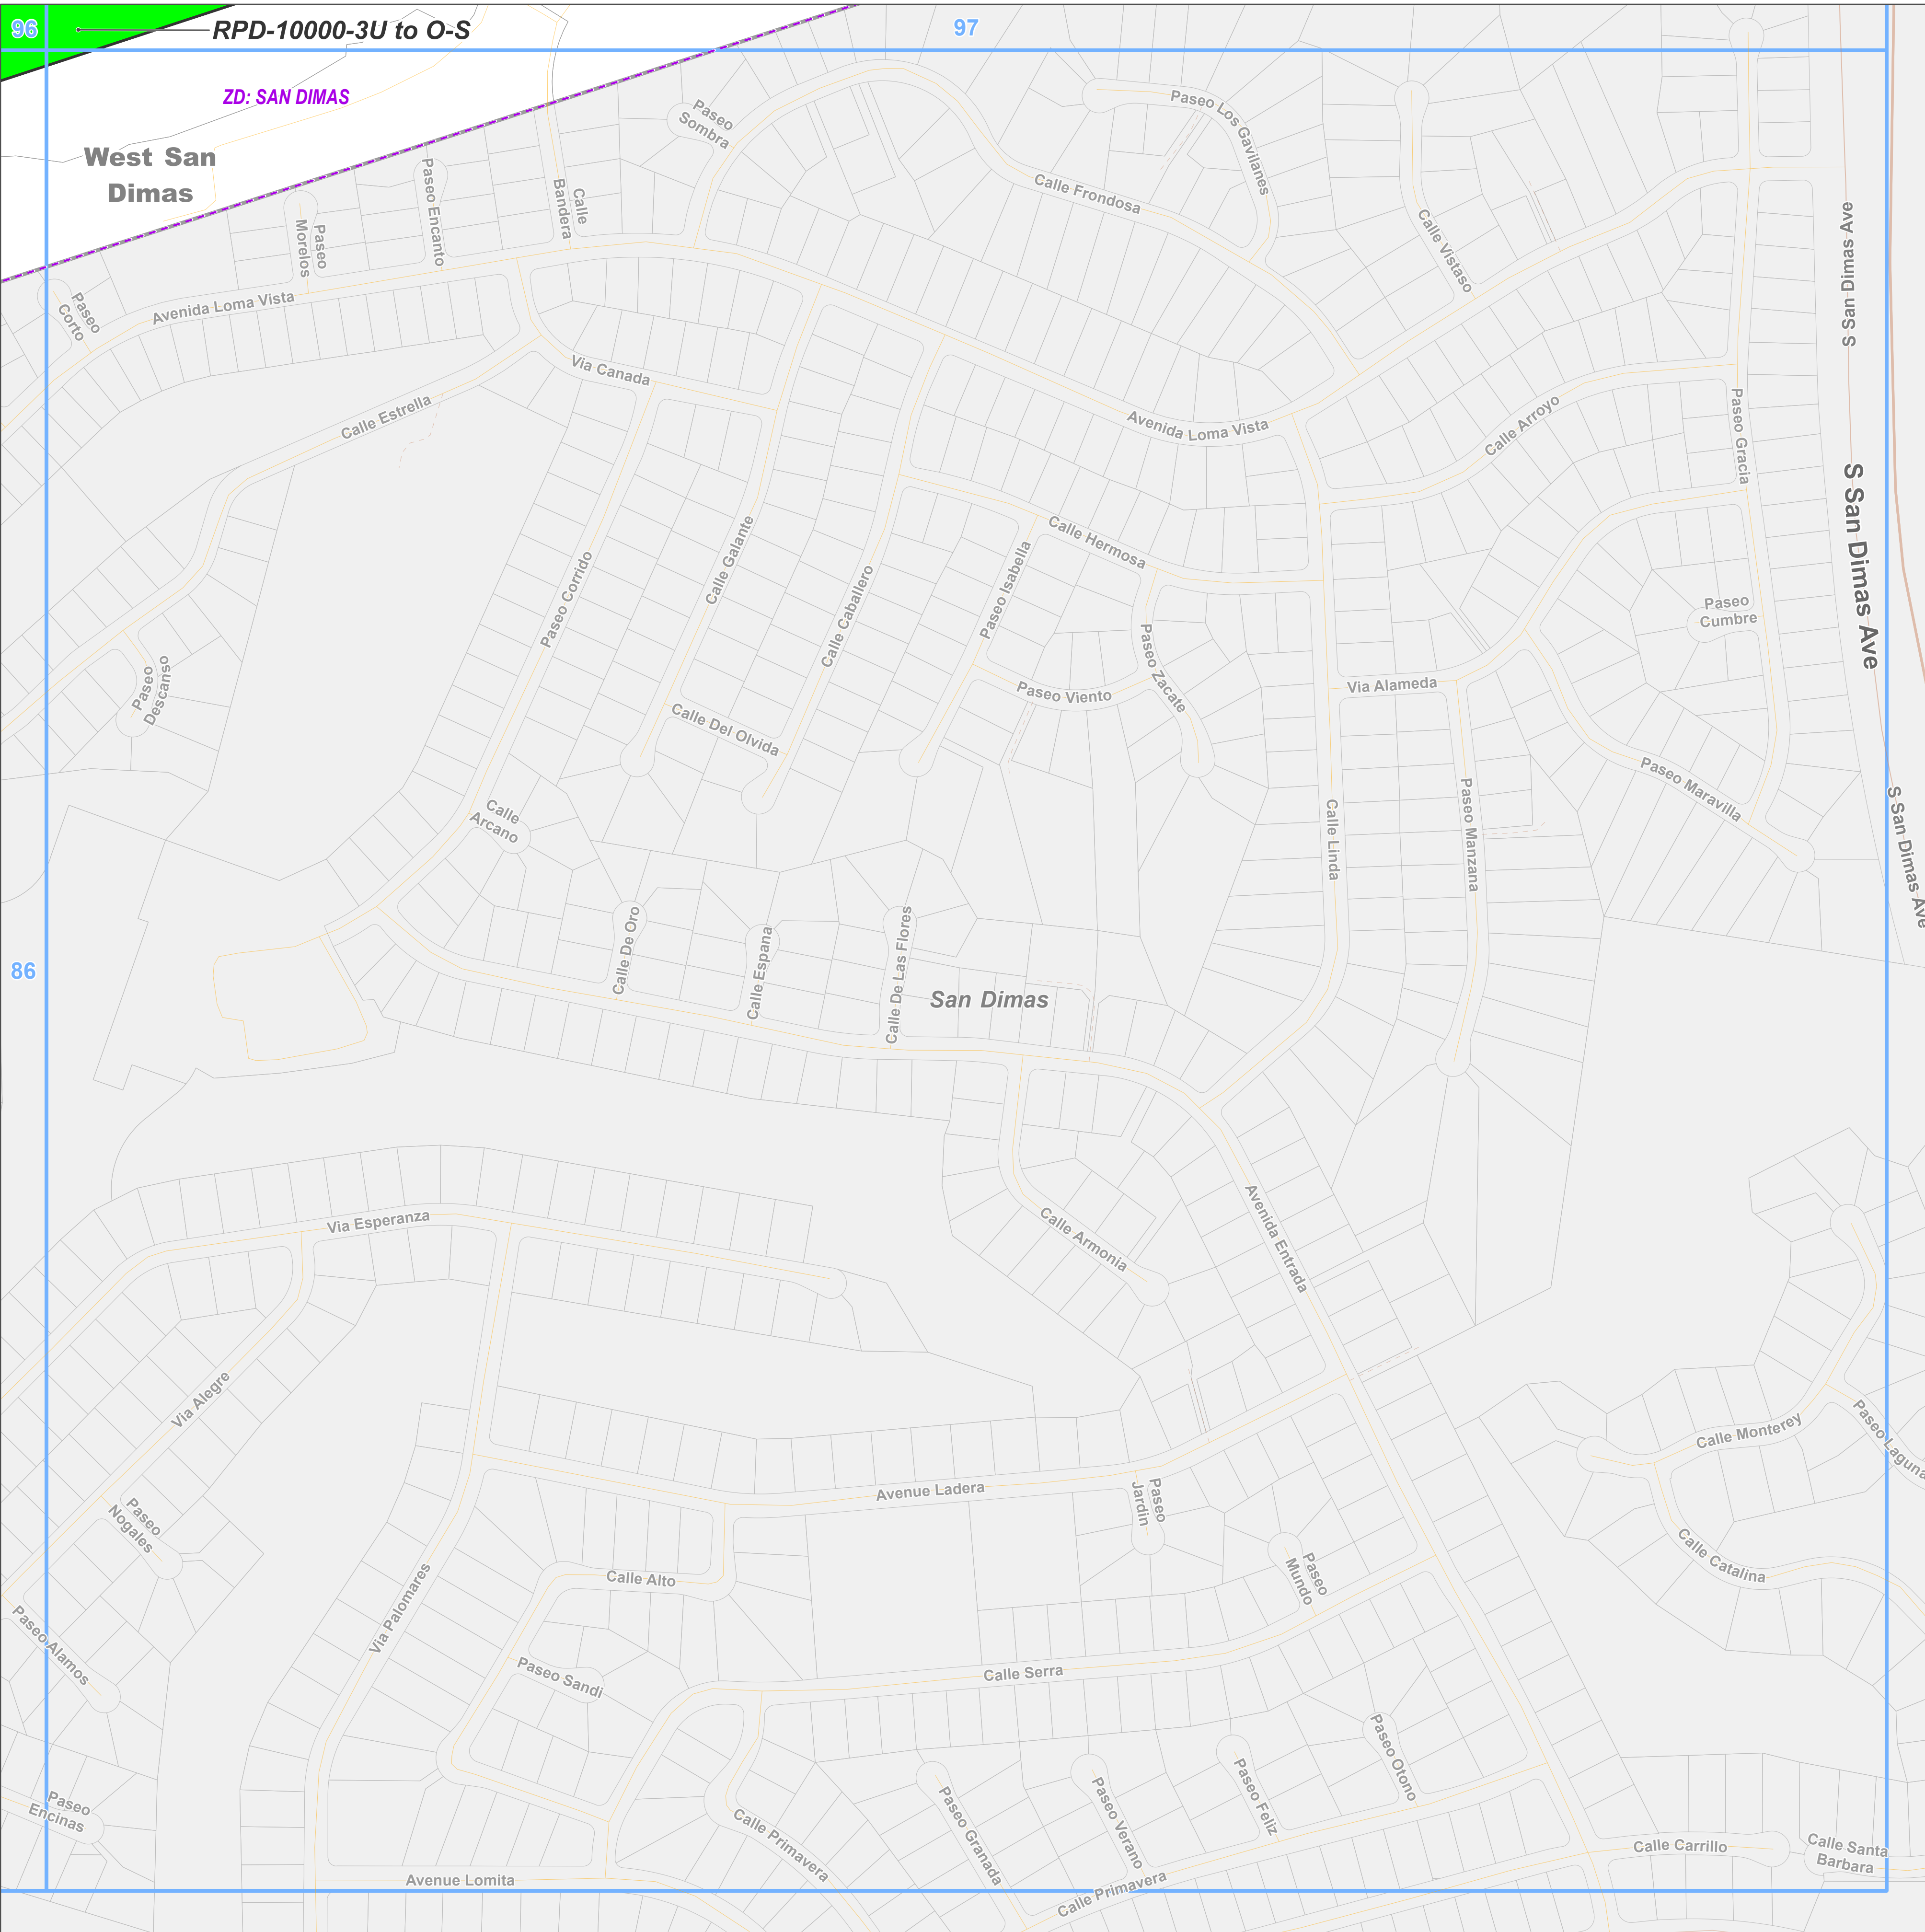 96
RPD-10000-3U to O-S
97
ZD: SAN DIMAS
West San
Dimas
Paseo
Sombra
Paseo Los Gavilanes
Calle Frondosa
Paseo Encanto
Calle
Bandera
Paseo
Morelos
Paseo
Corto
Avenida Loma Vista
Calle Vistaso
S San Dimas Ave
Via Canada
Calle Estrella
Avenida Loma Vista
Calle Arroyo
Paseo Gracia
S San Dimas Ave
Calle Hermosa
Calle Galante
Paseo Corrido
Calle Caballero
Paseo Isabella
Paseo Zacate
Paseo
Cumbre
Paseo
Descanso
Paseo Viento
Via Alameda
Calle Del Olvida
Paseo Maravilla
Calle
Arcano
Calle Linda
Paseo Manzana
S San Dimas Ave
Calle De Oro
Calle Espana
Calle De Las Flores
86
San Dimas
Via Esperanza
Calle Armonia
Avenida Entrada
Via Alegre
Calle Monterey
Paseo Laguna
Avenue Ladera
Paseo
Jardin
Paseo
Nogales
Calle Alto
Paseo
Mundo
Calle Catalina
Via Palomares
Paseo Alamos
Paseo Sandi
Calle Serra
Paseo Otono
Paseo
Encinas
Calle Primavera
Paseo Granada
Paseo Verano
Paseo Feliz
Calle Carrillo
Calle Santa
Barbara
Avenue Lomita
Calle Primavera